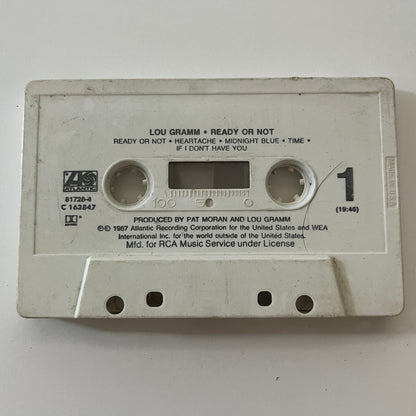 LOU GRAMM • READY OR NOT
READY OR NOT • HEARTACHE • MIDNIGHT BLUE • TIME •
IF I DON'T HAVE YOU
ATLANTIC
81728-4
C 163847
100 50 0
1
(19:46)
MADE IN U.S.A.
PRODUCED BY PAT MORAN AND LOU GRAMM
©℗ 1987 Atlantic Recording Corporation for the United States and WEA
International Inc. for the world outside of the United States.
Mfd. for RCA Music Service under License